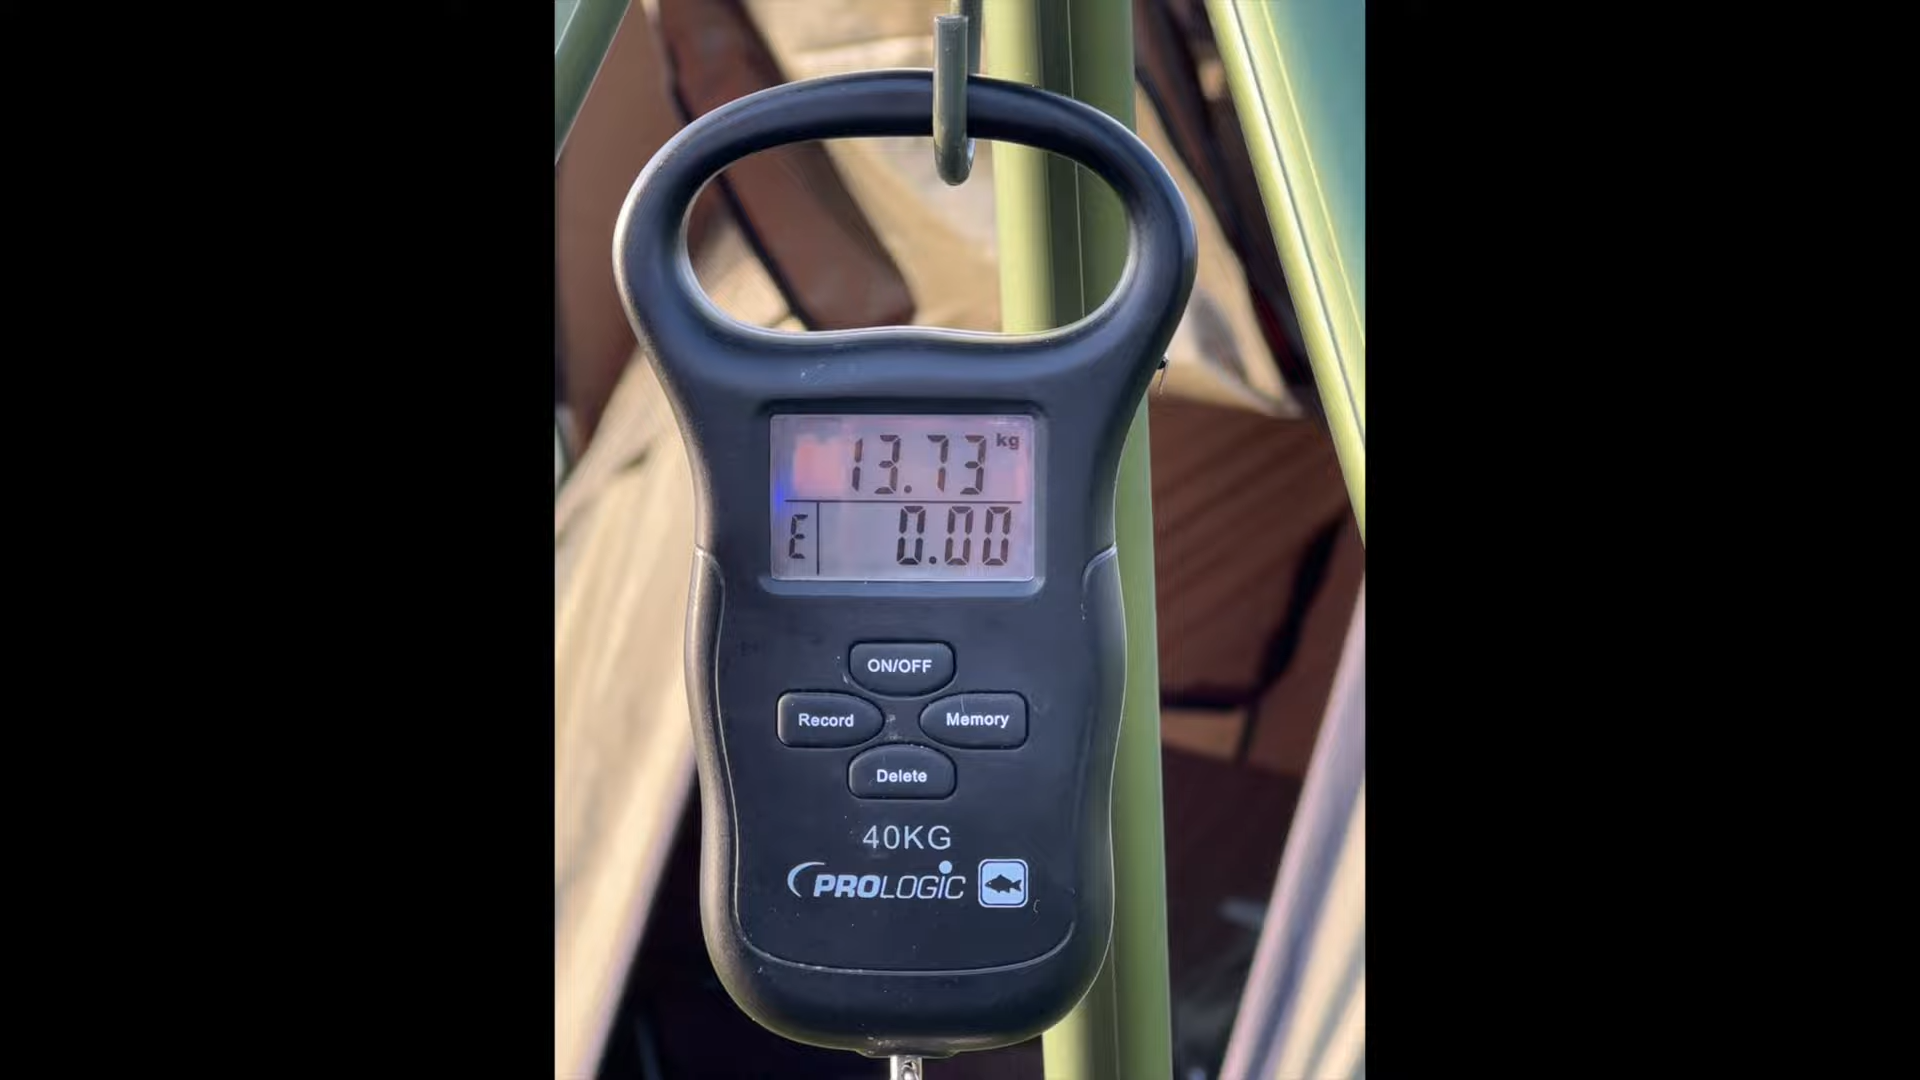 13.73 kg
E 0.00
ON/OFF
Record Memory
Delete
40KG
PROLOGIC